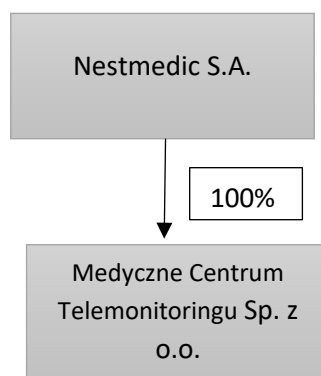 Nestmedic S.A.
100%
Medyczne Centrum
Telemonitoringu Sp. z
o.o.